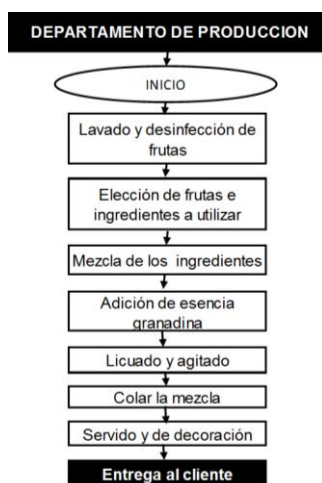 DEPARTAMENTO DE PRODUCCION
INICIO
Lavado y desinfección de
frutas
Elección de frutas e
ingredientes a utilizar
Mezcla de los ingredientes
Adición de esencia
granadina
Licuado y agitado
Colar la mezcla
Servido y de decoración
Entrega al cliente